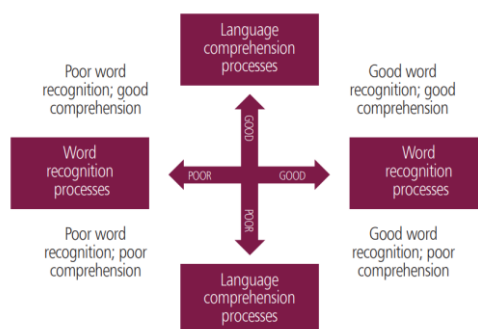 Language
comprehension
processes
Poor word
recognition; good
comprehension
Good word
recognition; good
comprehension
GOOD
Word
recognition
processes
POOR
GOOD
Word
recognition
processes
POOR
Poor word
recognition; poor
comprehension
Good word
recognition; poor
comprehension
Language
comprehension
processes